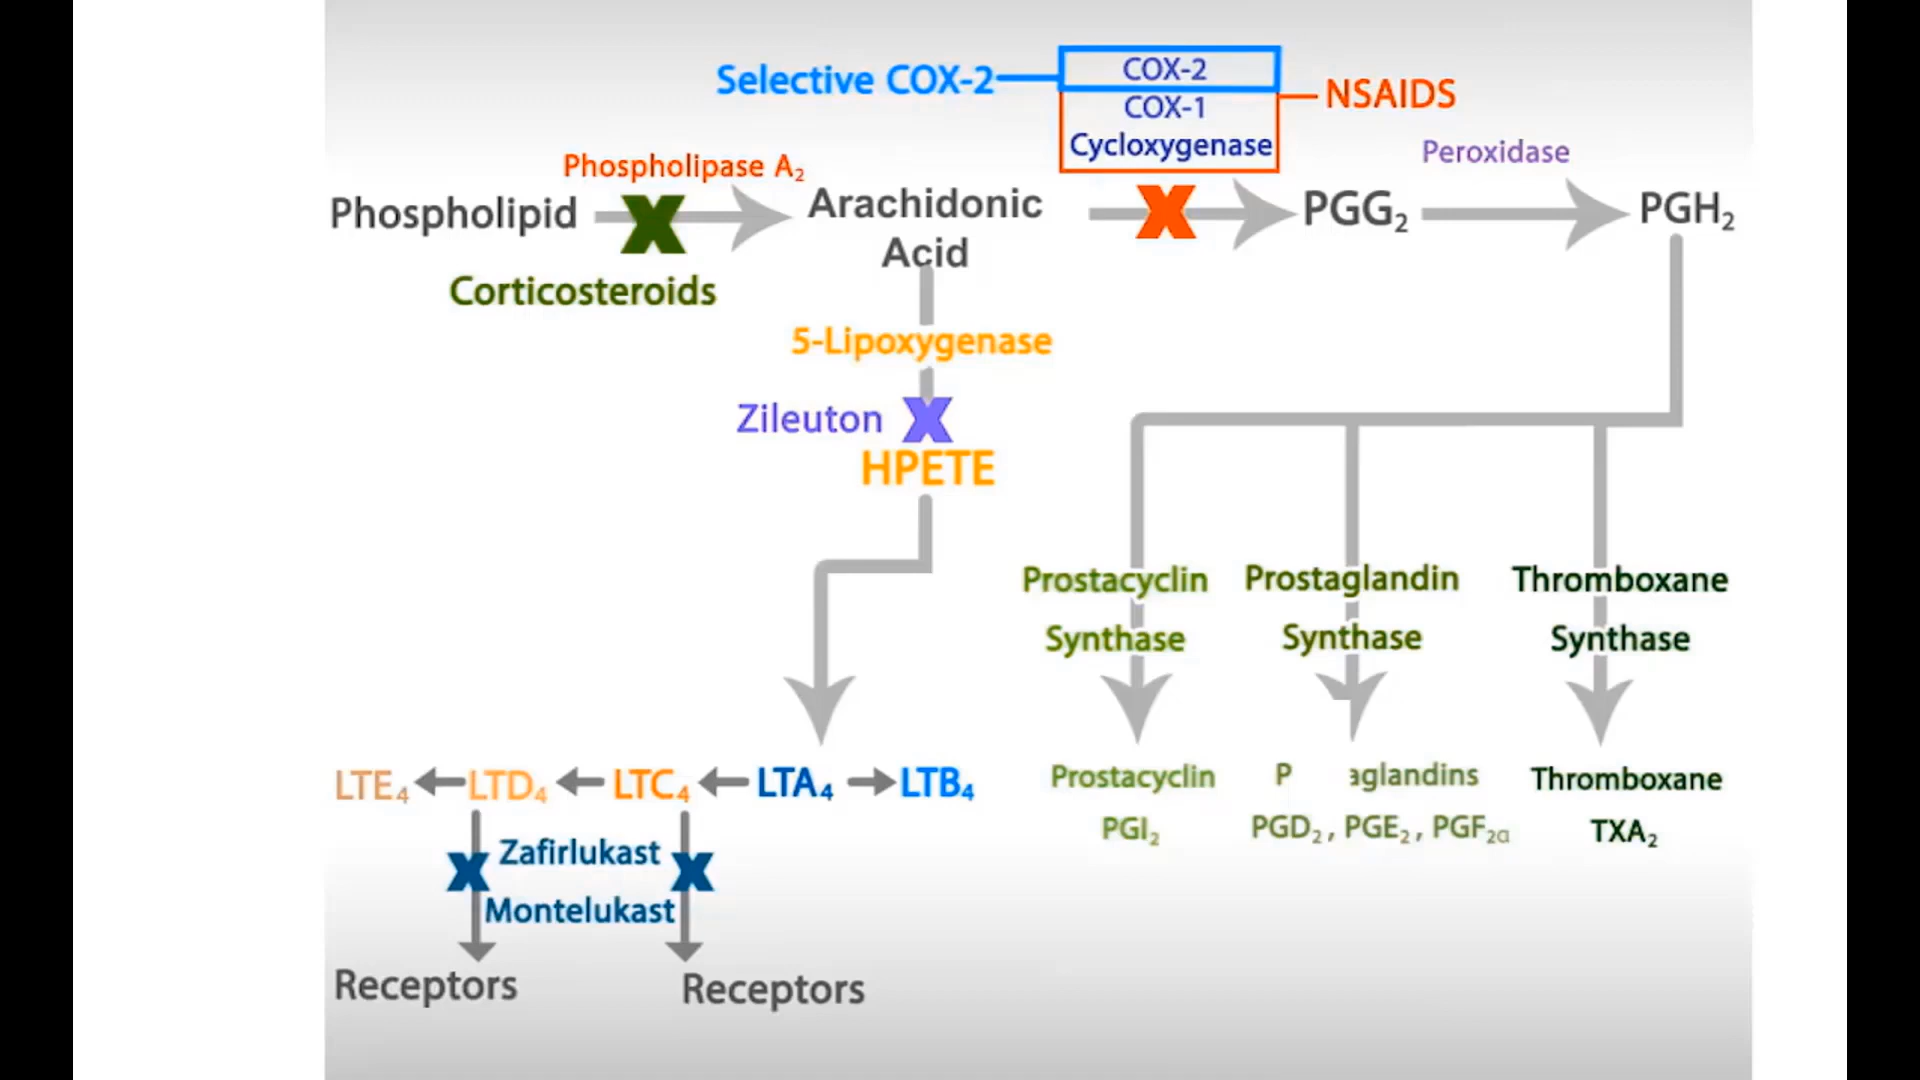 Selective COX-2
COX-2
COX-1
Cycloxygenase
NSAIDS
Phospholipase A₂
Peroxidase
Phospholipid
Arachidonic
Acid
PGG₂
PGH₂
Corticosteroids
5-Lipoxygenase
Zileuton
HPETE
Prostacyclin
Synthase
Prostaglandin
Synthase
Thromboxane
Synthase
LTE₄
LTD₄
LTC₄
LTA₄
LTB₄
Prostacyclin
PGI₂
P aglandins
PGD₂, PGE₂, PGF₂α
Thromboxane
TXA₂
Zafirlukast
Montelukast
Receptors
Receptors